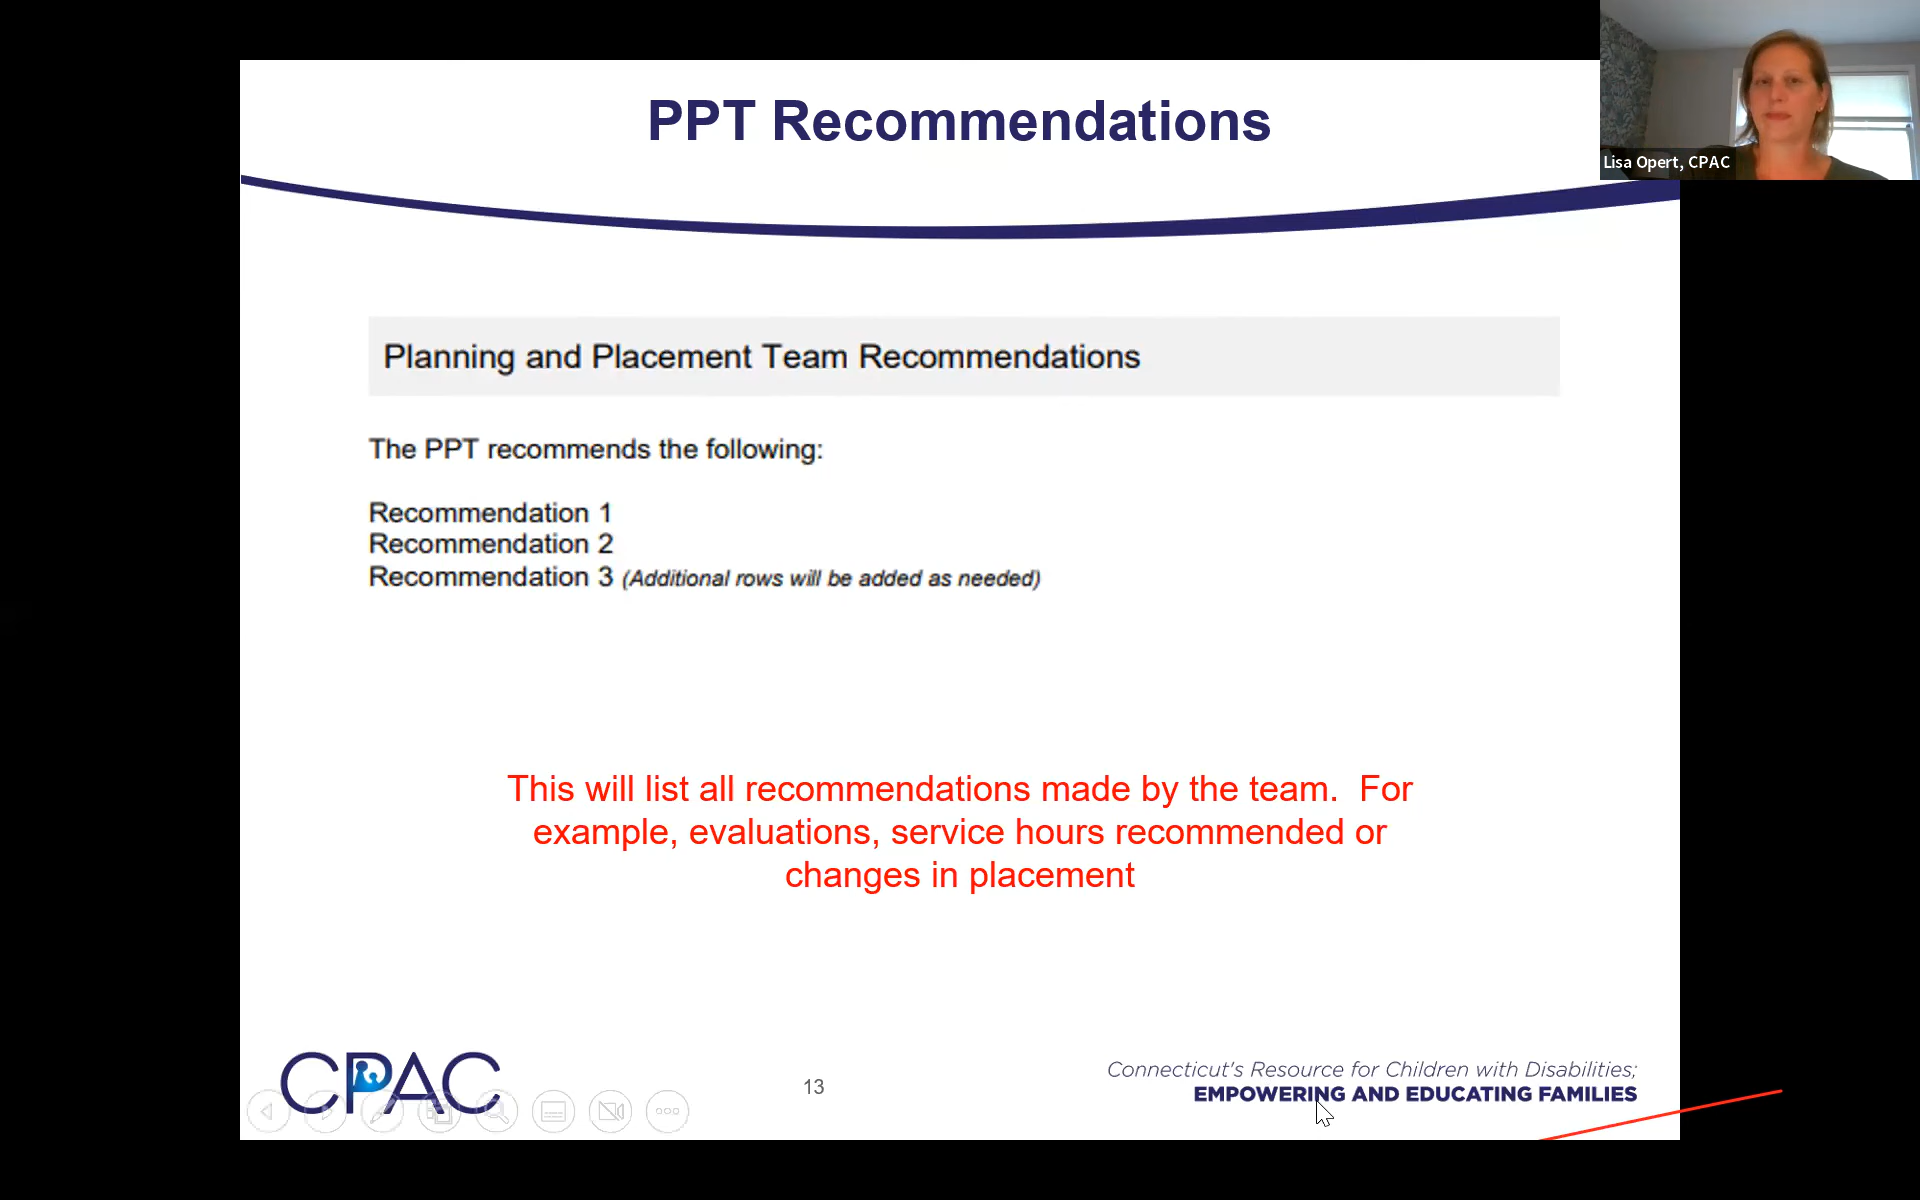 PPT Recommendations
Lisa Opert, CPAC
Planning and Placement Team Recommendations
The PPT recommends the following:
Recommendation 1
Recommendation 2
Recommendation 3 (Additional rows will be added as needed)
This will list all recommendations made by the team.  For
example, evaluations, service hours recommended or
changes in placement
CPAC
13
Connecticut's Resource for Children with Disabilities;
EMPOWERING AND EDUCATING FAMILIES